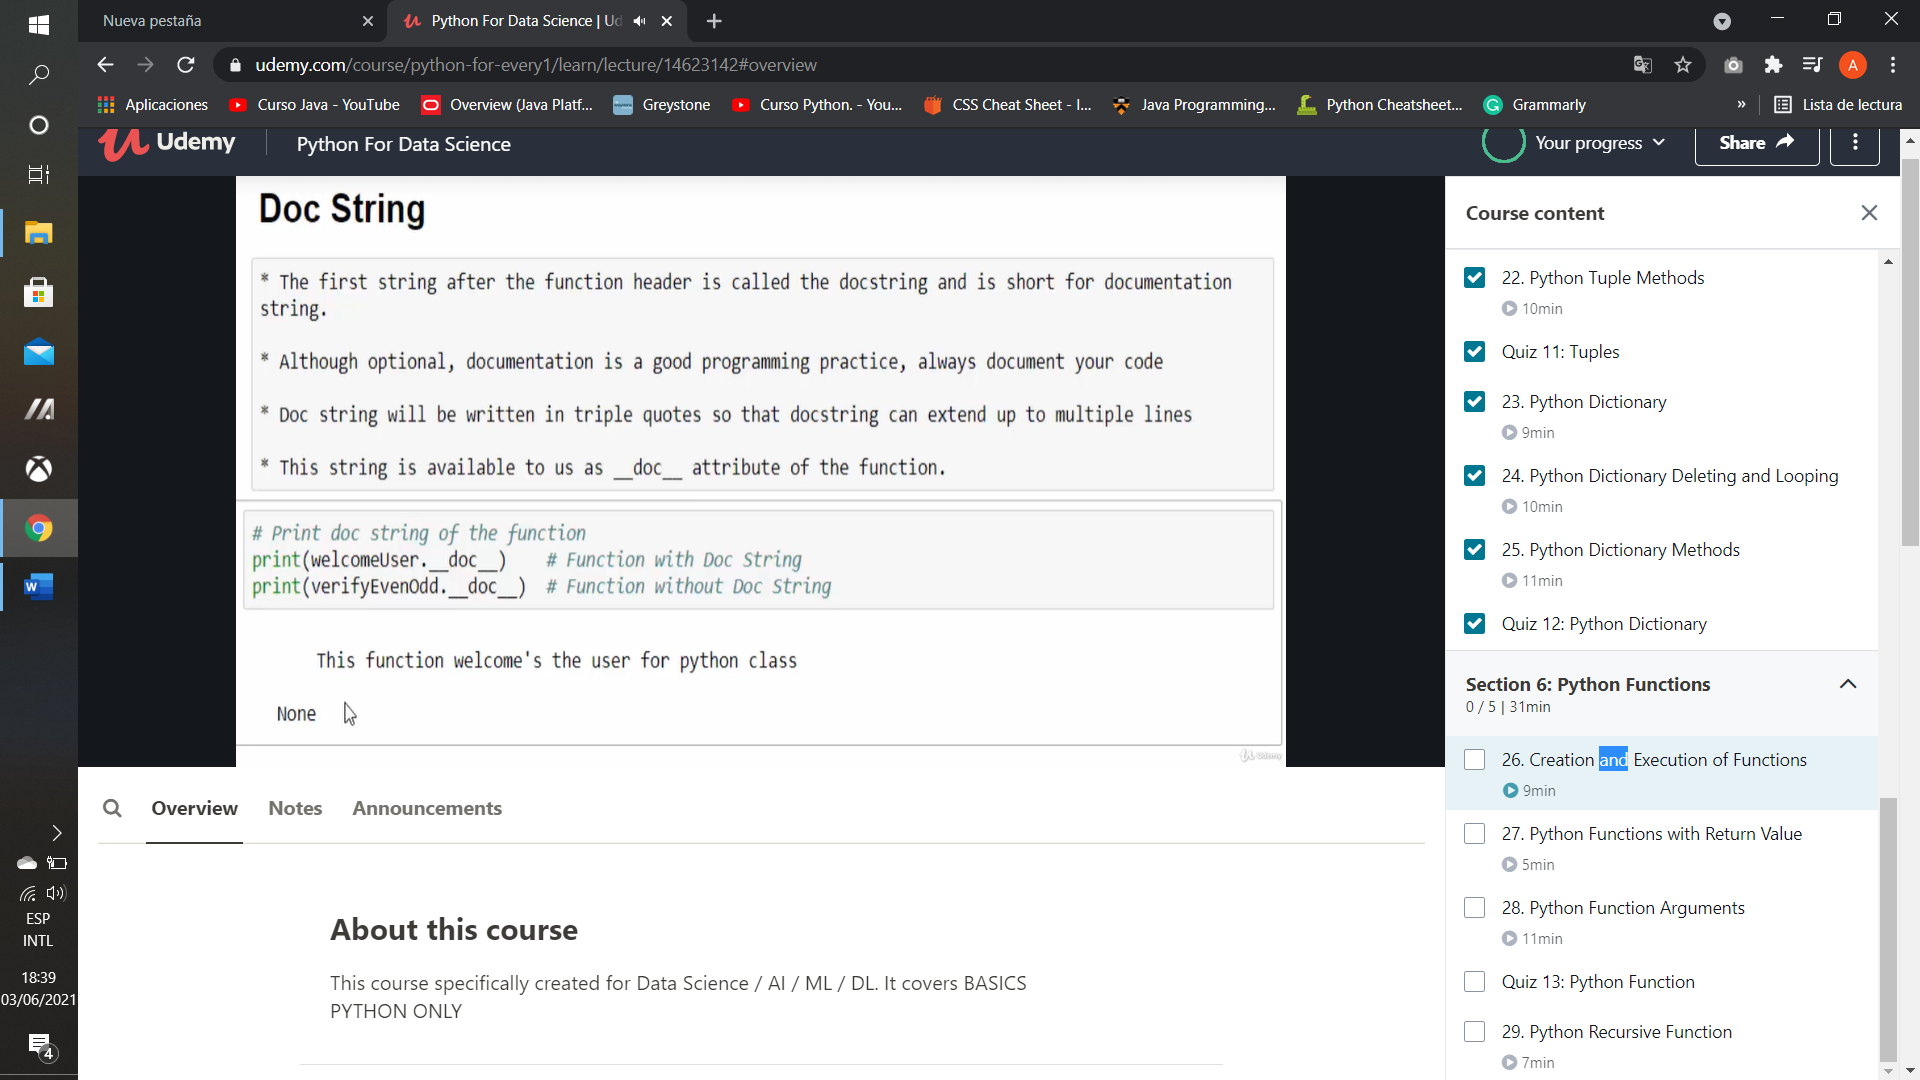 Nueva pestaña
Python For Data Science | Ud
udemy.com/course/python-for-every1/learn/lecture/14623142#overview
A
Aplicaciones
Curso Java - YouTube
Overview (Java Platf...
Greystone
Curso Python. - You...
CSS Cheat Sheet - I...
Java Programming...
Python Cheatsheet...
Grammarly
»
Lista de lectura
Udemy
Python For Data Science
Your progress
Share
Doc String
* The first string after the function header is called the docstring and is short for documentation
string.
* Although optional, documentation is a good programming practice, always document your code
* Doc string will be written in triple quotes so that docstring can extend up to multiple lines
* This string is available to us as __doc__ attribute of the function.
# Print doc string of the function
print(welcomeUser.__doc__)    # Function with Doc String
print(verifyEvenOdd.__doc__)  # Function without Doc String
This function welcome's the user for python class
None
Udemy
Course content
22. Python Tuple Methods
10min
Quiz 11: Tuples
23. Python Dictionary
9min
24. Python Dictionary Deleting and Looping
10min
25. Python Dictionary Methods
11min
Quiz 12: Python Dictionary
Section 6: Python Functions
0 / 5 | 31min
26. Creation and Execution of Functions
9min
27. Python Functions with Return Value
5min
28. Python Function Arguments
11min
Quiz 13: Python Function
29. Python Recursive Function
7min
Overview
Notes
Announcements
About this course
This course specifically created for Data Science / AI / ML / DL. It covers BASICS
PYTHON ONLY
W
ESP
INTL
18:39
03/06/2021
4